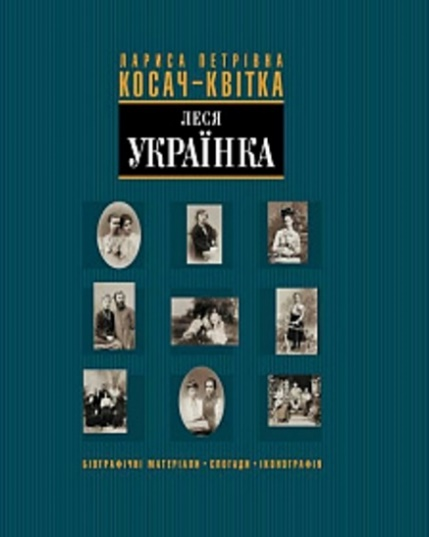 ЛАРИСА ПЕТРІВНА
КОСАЧ–КВІТКА
ЛЕСЯ
УКРАЇНКА
БІОГРАФІЧНІ МАТЕРІАЛИ • СПОГАДИ • ІКОНОГРАФІЯ